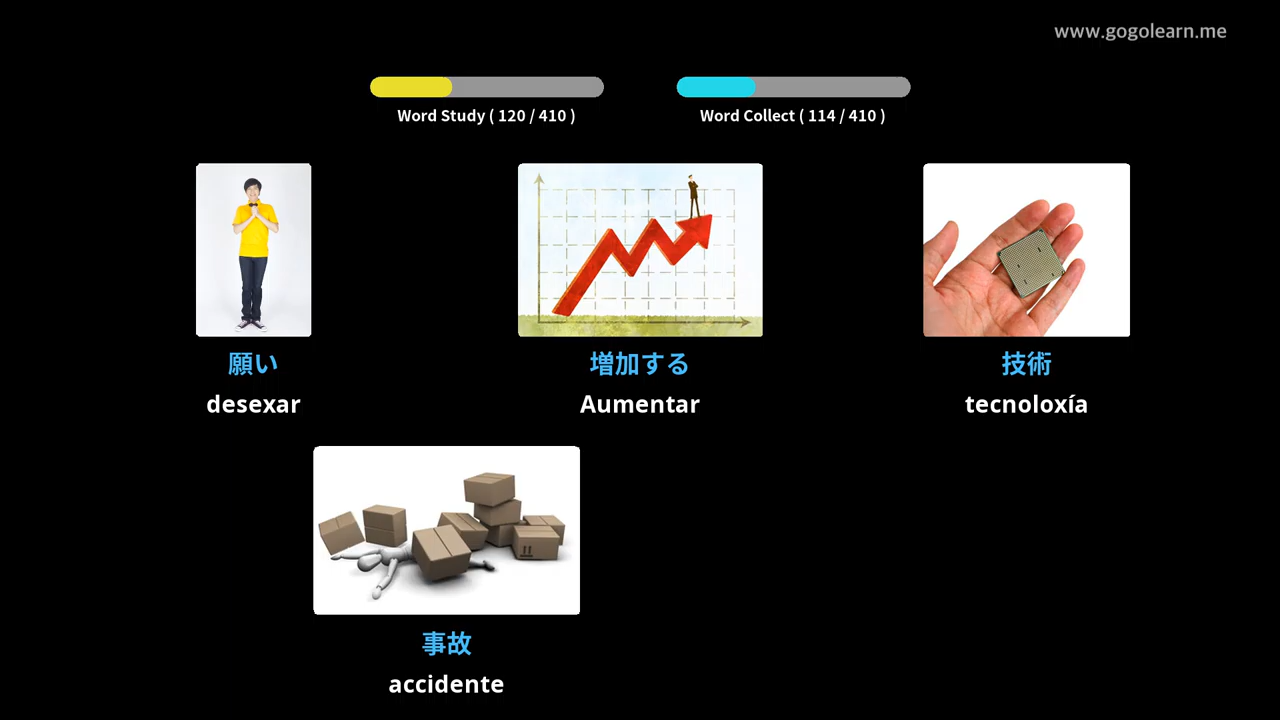 www.gogolearn.me
Word Study ( 120 / 410 )
Word Collect ( 114 / 410 )
願い
desexar
増加する
Aumentar
技術
tecnoloxía
事故
accidente